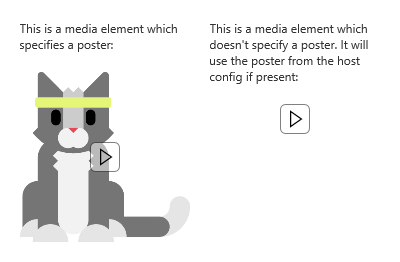 This is a media element which
specifies a poster:
This is a media element which
doesn't specify a poster. It will
use the poster from the host
config if present: